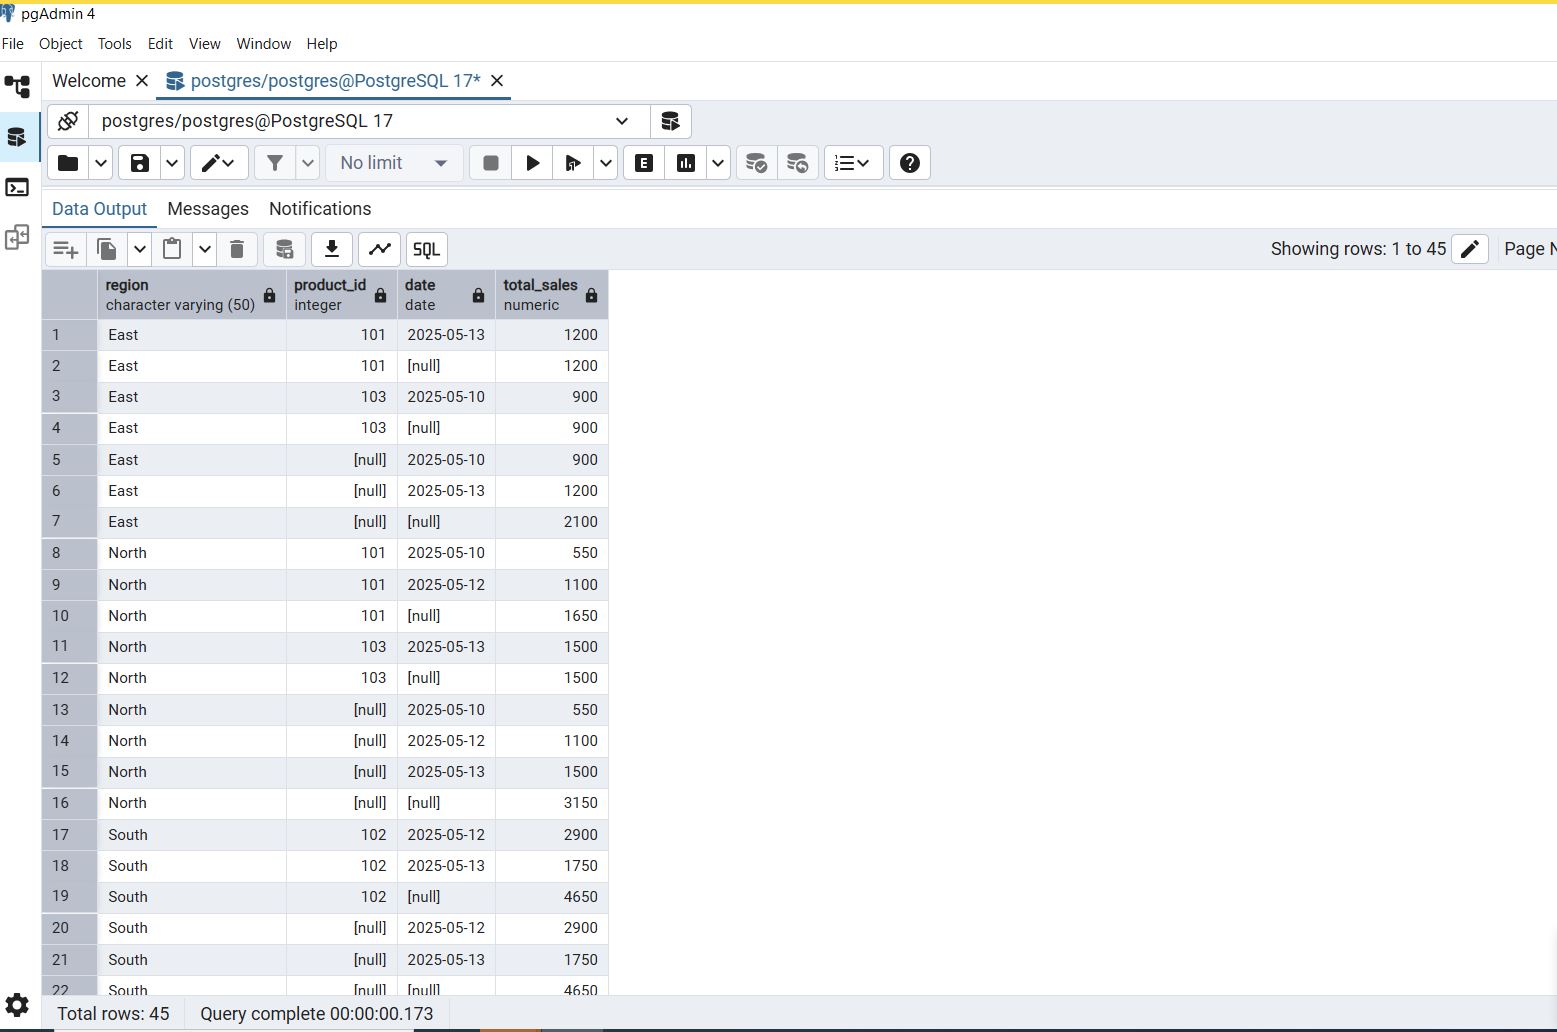 pgAdmin 4
File Object Tools Edit View Window Help
Welcome postgres/postgres@PostgreSQL 17*
postgres/postgres@PostgreSQL 17
No limit E
Data Output Messages Notifications
SQL Showing rows: 1 to 45 Page N
region product_id date total_sales
character varying (50) integer date numeric
1 East 101 2025-05-13 1200
2 East 101 [null] 1200
3 East 103 2025-05-10 900
4 East 103 [null] 900
5 East [null] 2025-05-10 900
6 East [null] 2025-05-13 1200
7 East [null] [null] 2100
8 North 101 2025-05-10 550
9 North 101 2025-05-12 1100
10 North 101 [null] 1650
11 North 103 2025-05-13 1500
12 North 103 [null] 1500
13 North [null] 2025-05-10 550
14 North [null] 2025-05-12 1100
15 North [null] 2025-05-13 1500
16 North [null] [null] 3150
17 South 102 2025-05-12 2900
18 South 102 2025-05-13 1750
19 South 102 [null] 4650
20 South [null] 2025-05-12 2900
21 South [null] 2025-05-13 1750
22 South [null] [null] 4650
Total rows: 45 Query complete 00:00:00.173